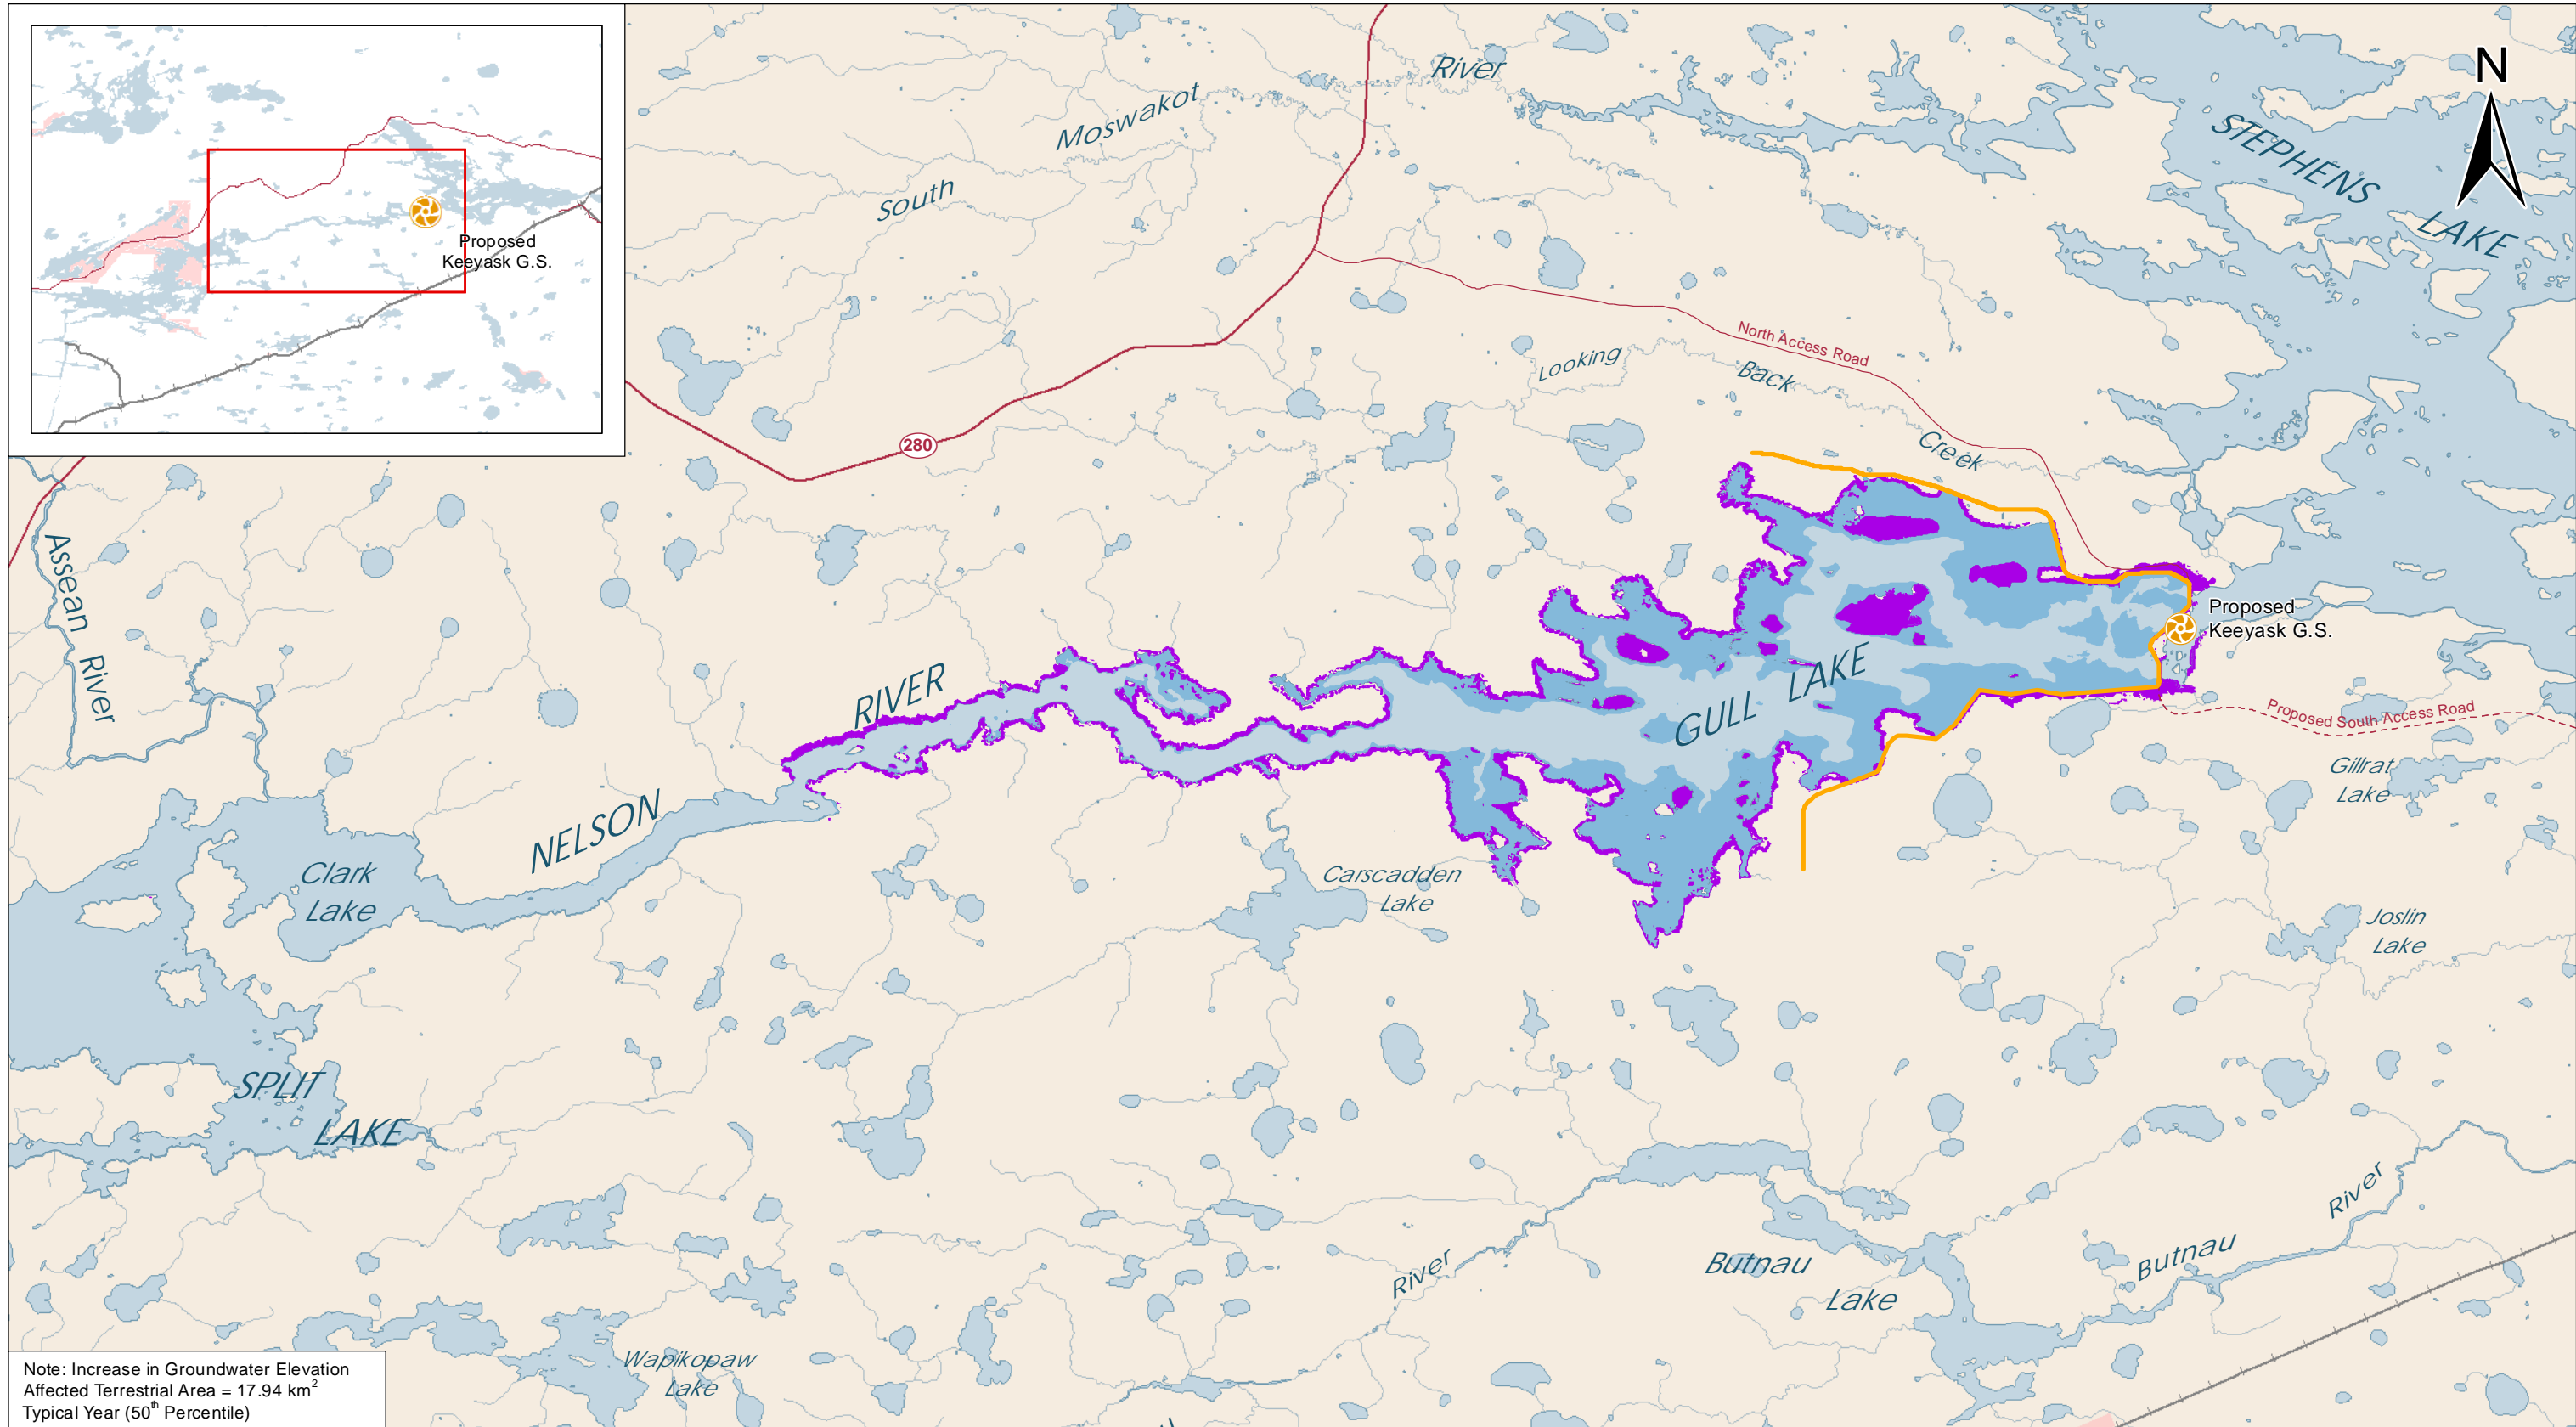 Proposed
Keeyask G.S.
N
River
Moswakot
South
STEPHENS
LAKE
North Access Road
Looking
Back
Creek
280
Assean
River
Proposed
Keeyask G.S.
RIVER
GULL LAKE
Proposed South Access Road
Gillrat
Lake
NELSON
Clark
Lake
Carscadden
Lake
Joslin
Lake
SPLIT
LAKE
River
Butnau
Lake
Butnau
River
Wapikopaw
Lake
Note: Increase in Groundwater Elevation
Affected Terrestrial Area = 17.94 km²
Typical Year (50th Percentile)